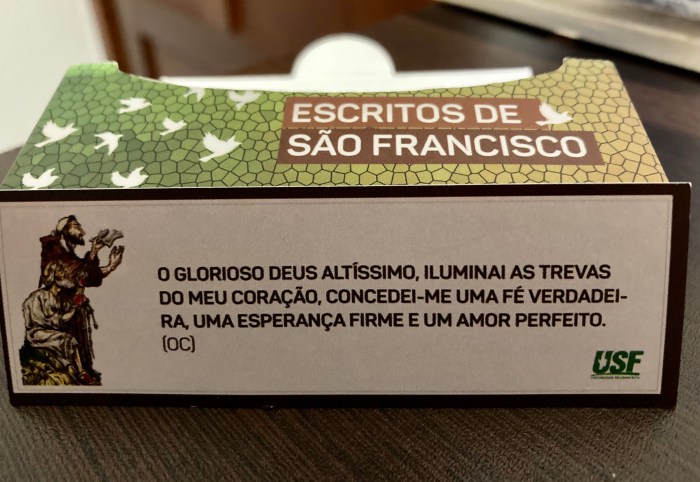 ESCRITOS DE
SÃO FRANCISCO
O GLORIOSO DEUS ALTÍSSIMO, ILUMINAI AS TREVAS
DO MEU CORAÇÃO, CONCEDEI-ME UMA FÉ VERDADEI-
RA, UMA ESPERANÇA FIRME E UM AMOR PERFEITO.
(OC)
USF